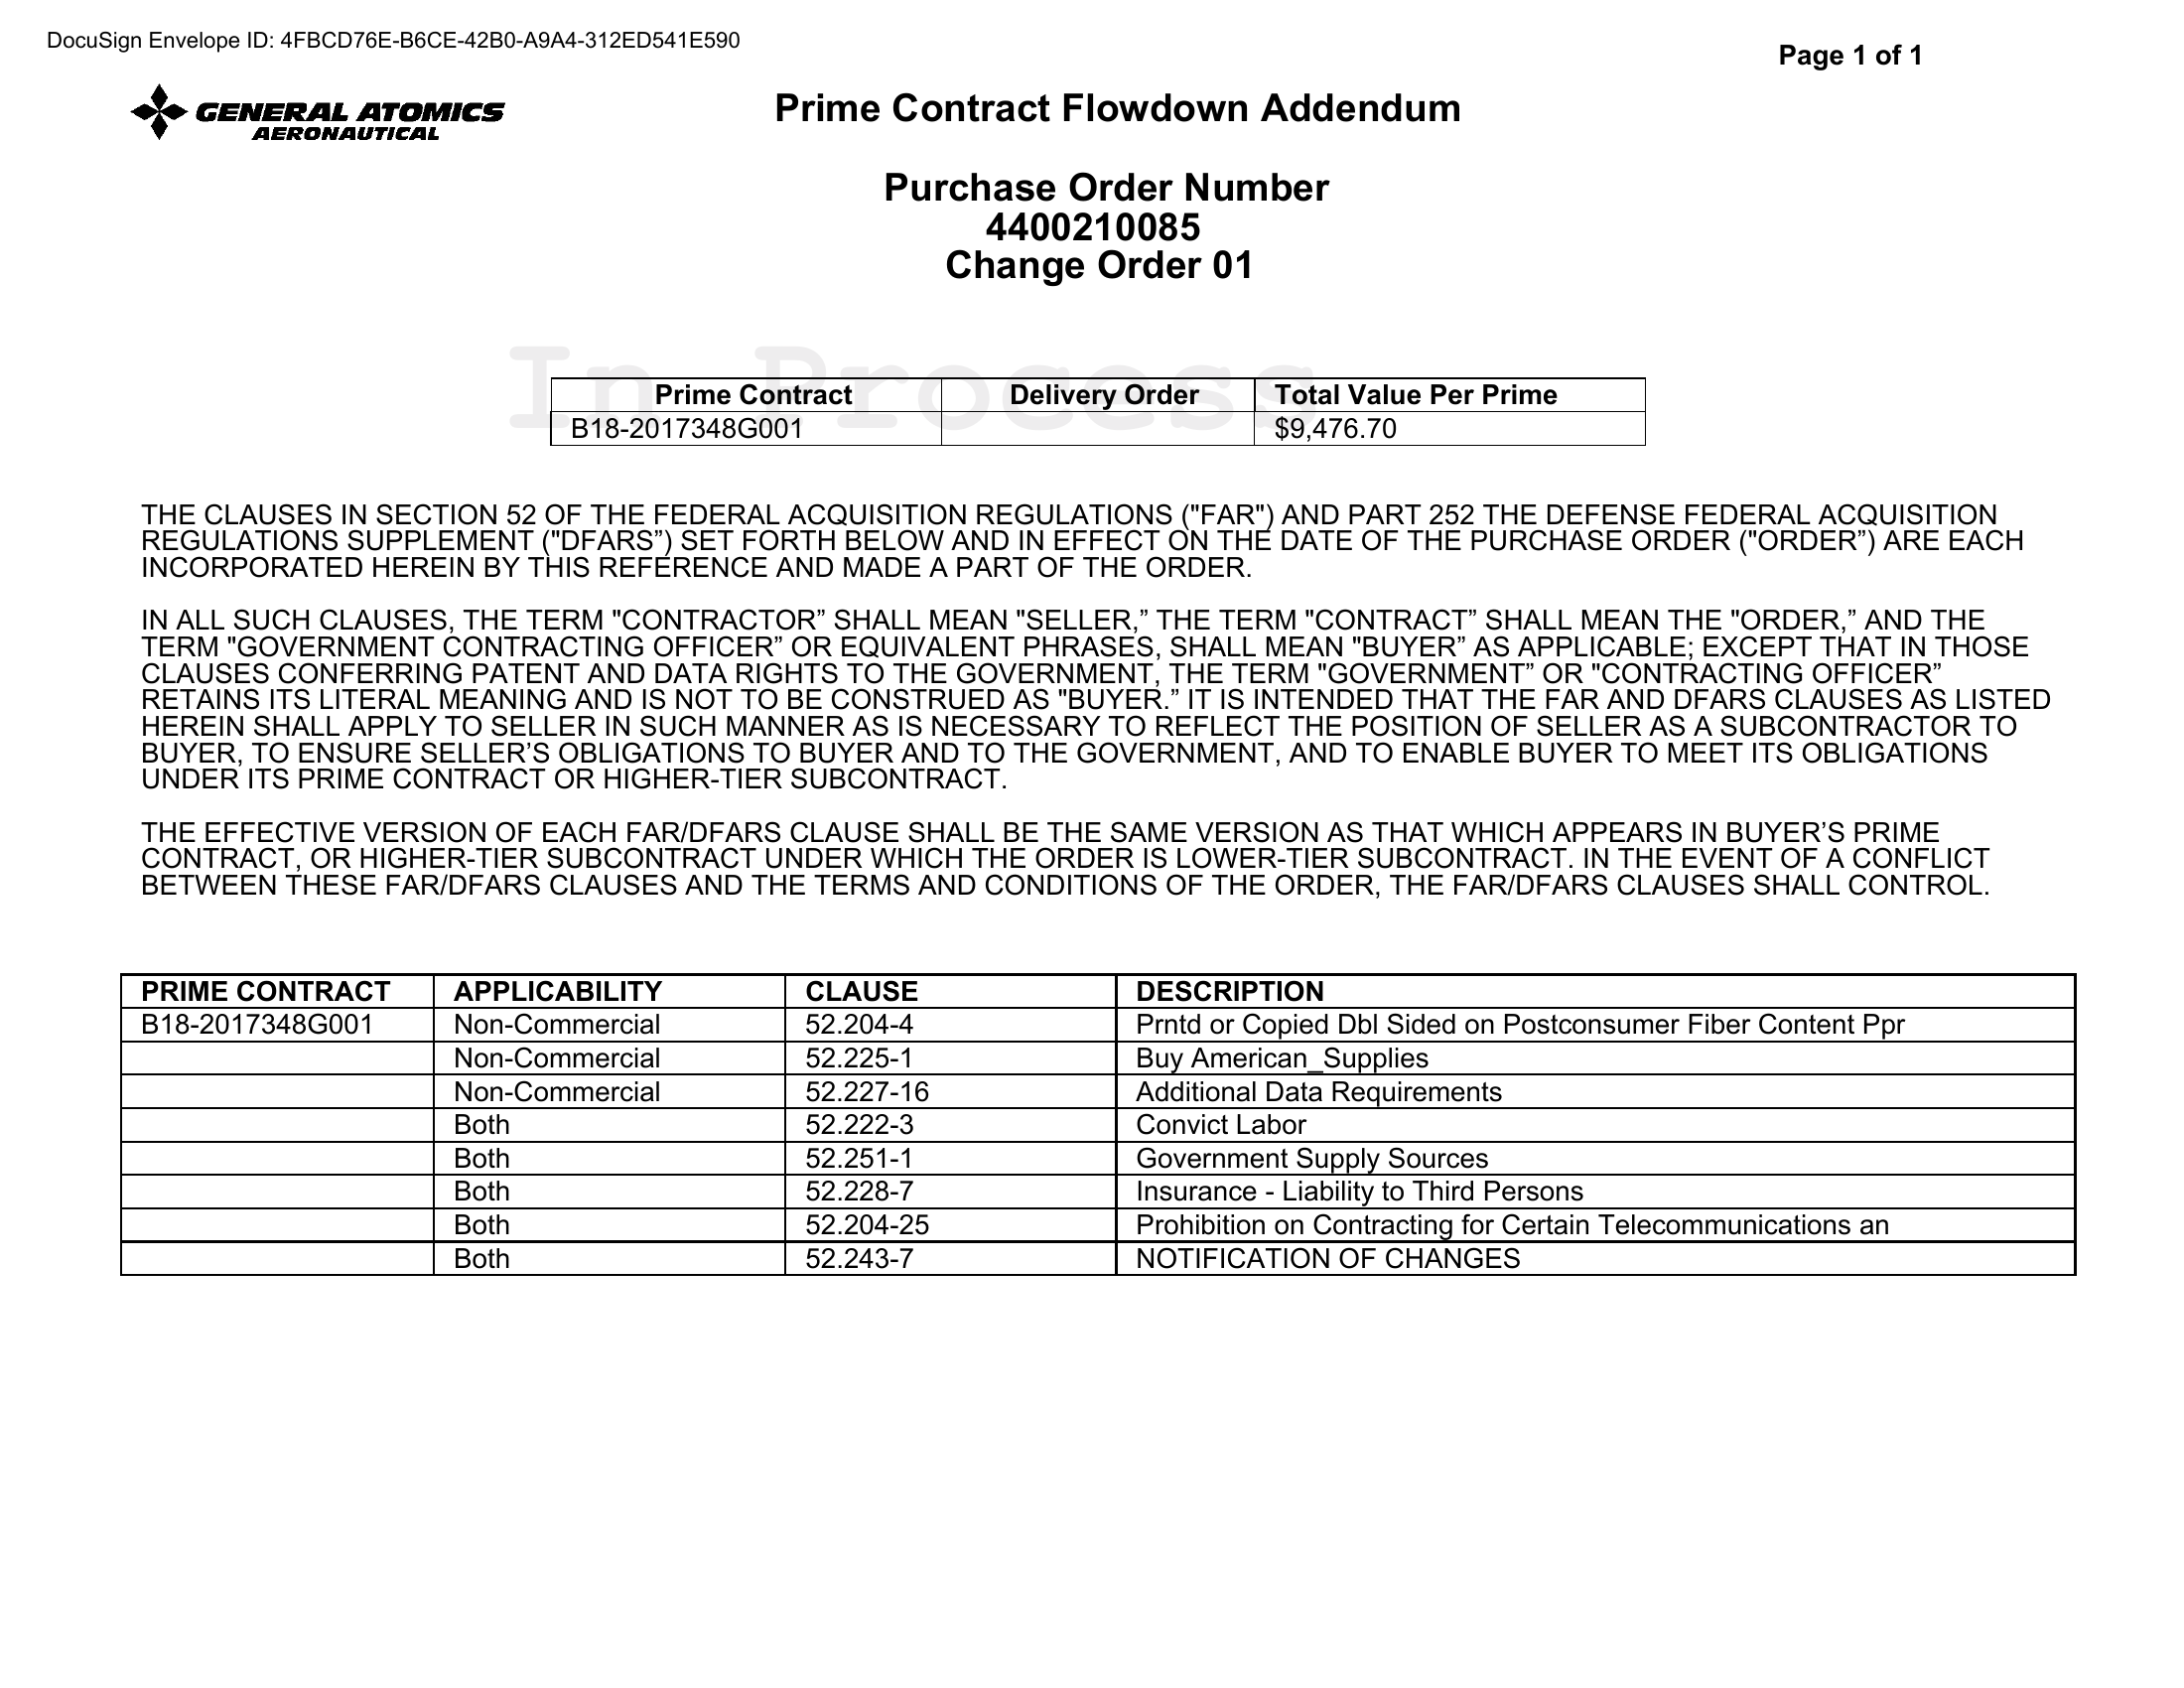 DocuSign Envelope ID: 4FBCD76E-B6CE-42B0-A9A4-312ED541E590
Page 1 of 1
GENERAL ATOMICS
AERONAUTICAL
Prime Contract Flowdown Addendum
Purchase Order Number
4400210085
Change Order 01
In Process
Prime Contract Delivery Order Total Value Per Prime
B18-2017348G001 $9,476.70
THE CLAUSES IN SECTION 52 OF THE FEDERAL ACQUISITION REGULATIONS ("FAR") AND PART 252 THE DEFENSE FEDERAL ACQUISITION
REGULATIONS SUPPLEMENT ("DFARS”) SET FORTH BELOW AND IN EFFECT ON THE DATE OF THE PURCHASE ORDER ("ORDER”) ARE EACH
INCORPORATED HEREIN BY THIS REFERENCE AND MADE A PART OF THE ORDER.
IN ALL SUCH CLAUSES, THE TERM "CONTRACTOR” SHALL MEAN "SELLER,” THE TERM "CONTRACT” SHALL MEAN THE "ORDER,” AND THE
TERM "GOVERNMENT CONTRACTING OFFICER” OR EQUIVALENT PHRASES, SHALL MEAN "BUYER” AS APPLICABLE; EXCEPT THAT IN THOSE
CLAUSES CONFERRING PATENT AND DATA RIGHTS TO THE GOVERNMENT, THE TERM "GOVERNMENT” OR "CONTRACTING OFFICER”
RETAINS ITS LITERAL MEANING AND IS NOT TO BE CONSTRUED AS "BUYER.” IT IS INTENDED THAT THE FAR AND DFARS CLAUSES AS LISTED
HEREIN SHALL APPLY TO SELLER IN SUCH MANNER AS IS NECESSARY TO REFLECT THE POSITION OF SELLER AS A SUBCONTRACTOR TO
BUYER, TO ENSURE SELLER’S OBLIGATIONS TO BUYER AND TO THE GOVERNMENT, AND TO ENABLE BUYER TO MEET ITS OBLIGATIONS
UNDER ITS PRIME CONTRACT OR HIGHER-TIER SUBCONTRACT.
THE EFFECTIVE VERSION OF EACH FAR/DFARS CLAUSE SHALL BE THE SAME VERSION AS THAT WHICH APPEARS IN BUYER’S PRIME
CONTRACT, OR HIGHER-TIER SUBCONTRACT UNDER WHICH THE ORDER IS LOWER-TIER SUBCONTRACT. IN THE EVENT OF A CONFLICT
BETWEEN THESE FAR/DFARS CLAUSES AND THE TERMS AND CONDITIONS OF THE ORDER, THE FAR/DFARS CLAUSES SHALL CONTROL.
PRIME CONTRACT APPLICABILITY CLAUSE DESCRIPTION
B18-2017348G001 Non-Commercial 52.204-4 Prntd or Copied Dbl Sided on Postconsumer Fiber Content Ppr
Non-Commercial 52.225-1 Buy American_Supplies
Non-Commercial 52.227-16 Additional Data Requirements
Both 52.222-3 Convict Labor
Both 52.251-1 Government Supply Sources
Both 52.228-7 Insurance - Liability to Third Persons
Both 52.204-25 Prohibition on Contracting for Certain Telecommunications an
Both 52.243-7 NOTIFICATION OF CHANGES